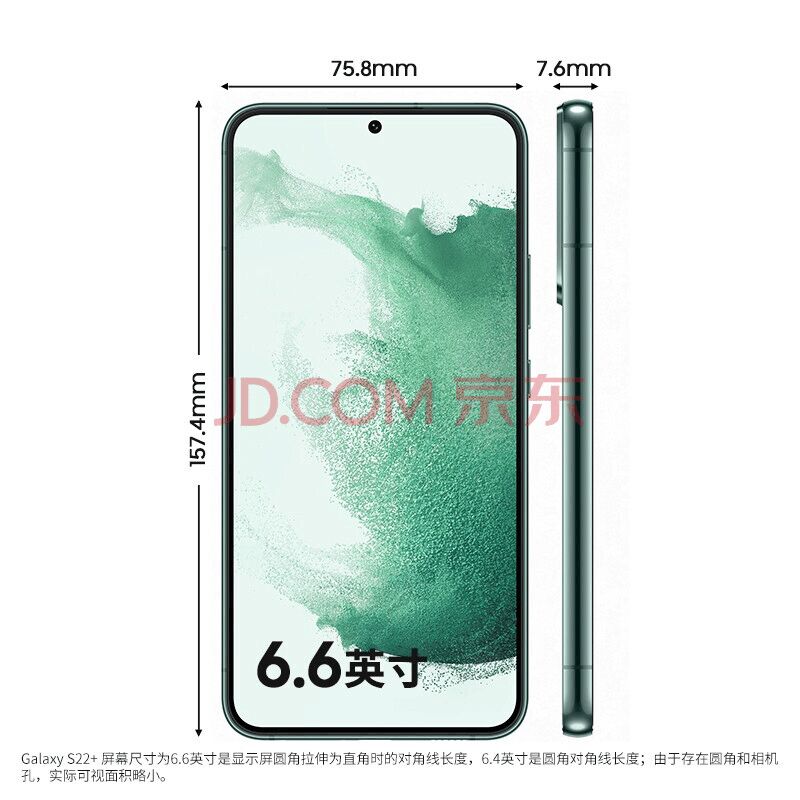 75.8mm
7.6mm
157.4mm
JD.COM 京东
6.6英寸
Galaxy S22+ 屏幕尺寸为6.6英寸是显示屏圆角拉伸为直角时的对角线长度，6.4英寸是圆角对角线长度；由于存在圆角和相机
孔，实际可视面积略小。